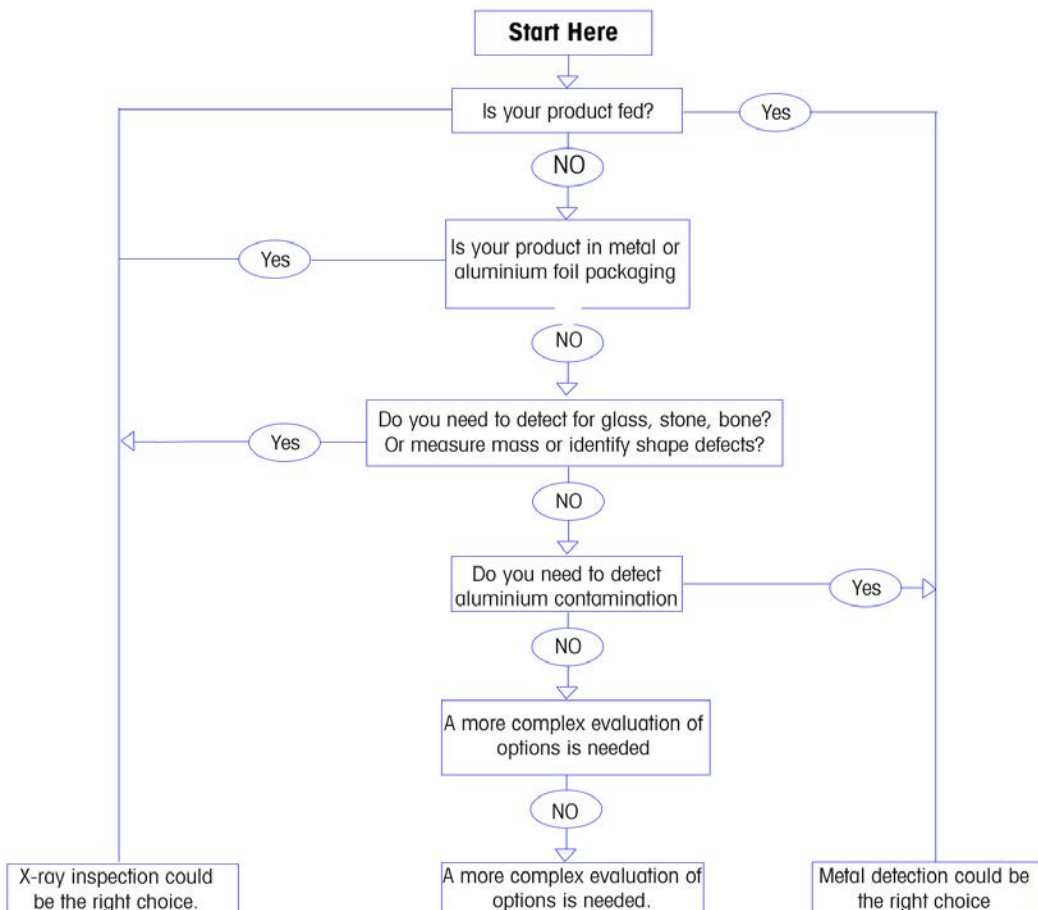 Start Here
Is your product fed?
Yes
NO
Is your product in metal or
aluminium foil packaging
Yes
NO
Do you need to detect for glass, stone, bone?
Or measure mass or identify shape defects?
Yes
NO
Do you need to detect
aluminium contamination
Yes
NO
A more complex evaluation of
options is needed
NO
X-ray inspection could
be the right choice.
A more complex evaluation of
options is needed.
Metal detection could be
the right choice